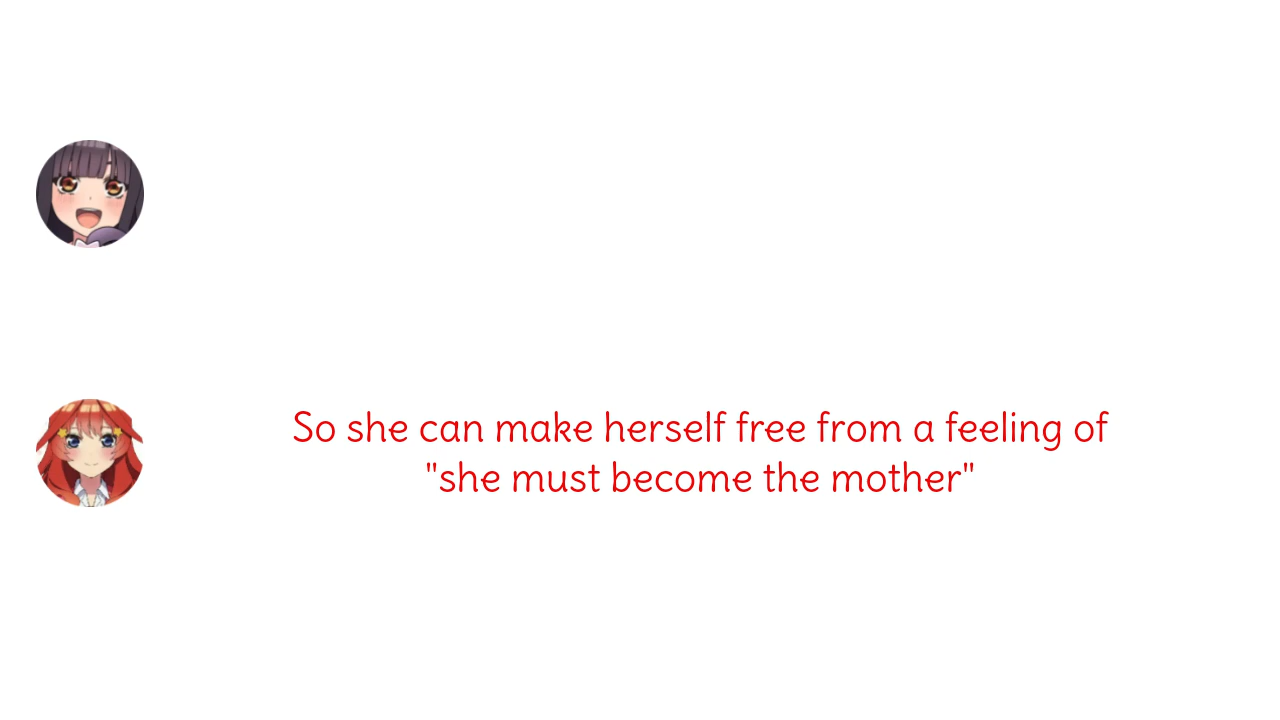 So she can make herself free from a feeling of
"she must become the mother"